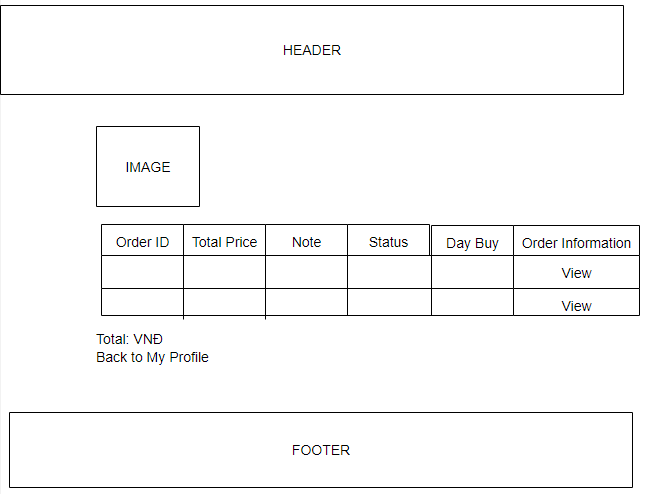 HEADER
IMAGE
Order ID Total Price Note Status Day Buy Order Information
View
View
Total: VNĐ
Back to My Profile
FOOTER